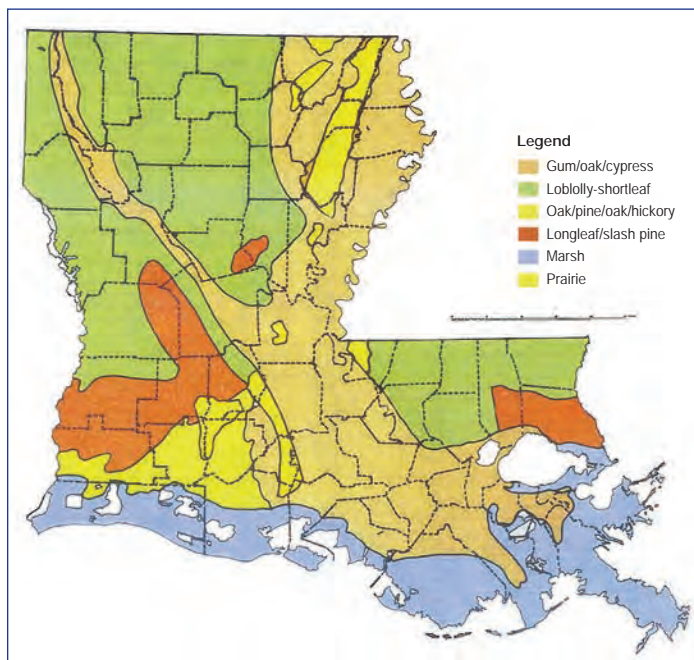 Legend
Gum/oak/cypress
Loblolly-shortleaf
Oak/pine/oak/hickory
Longleaf/slash pine
Marsh
Prairie